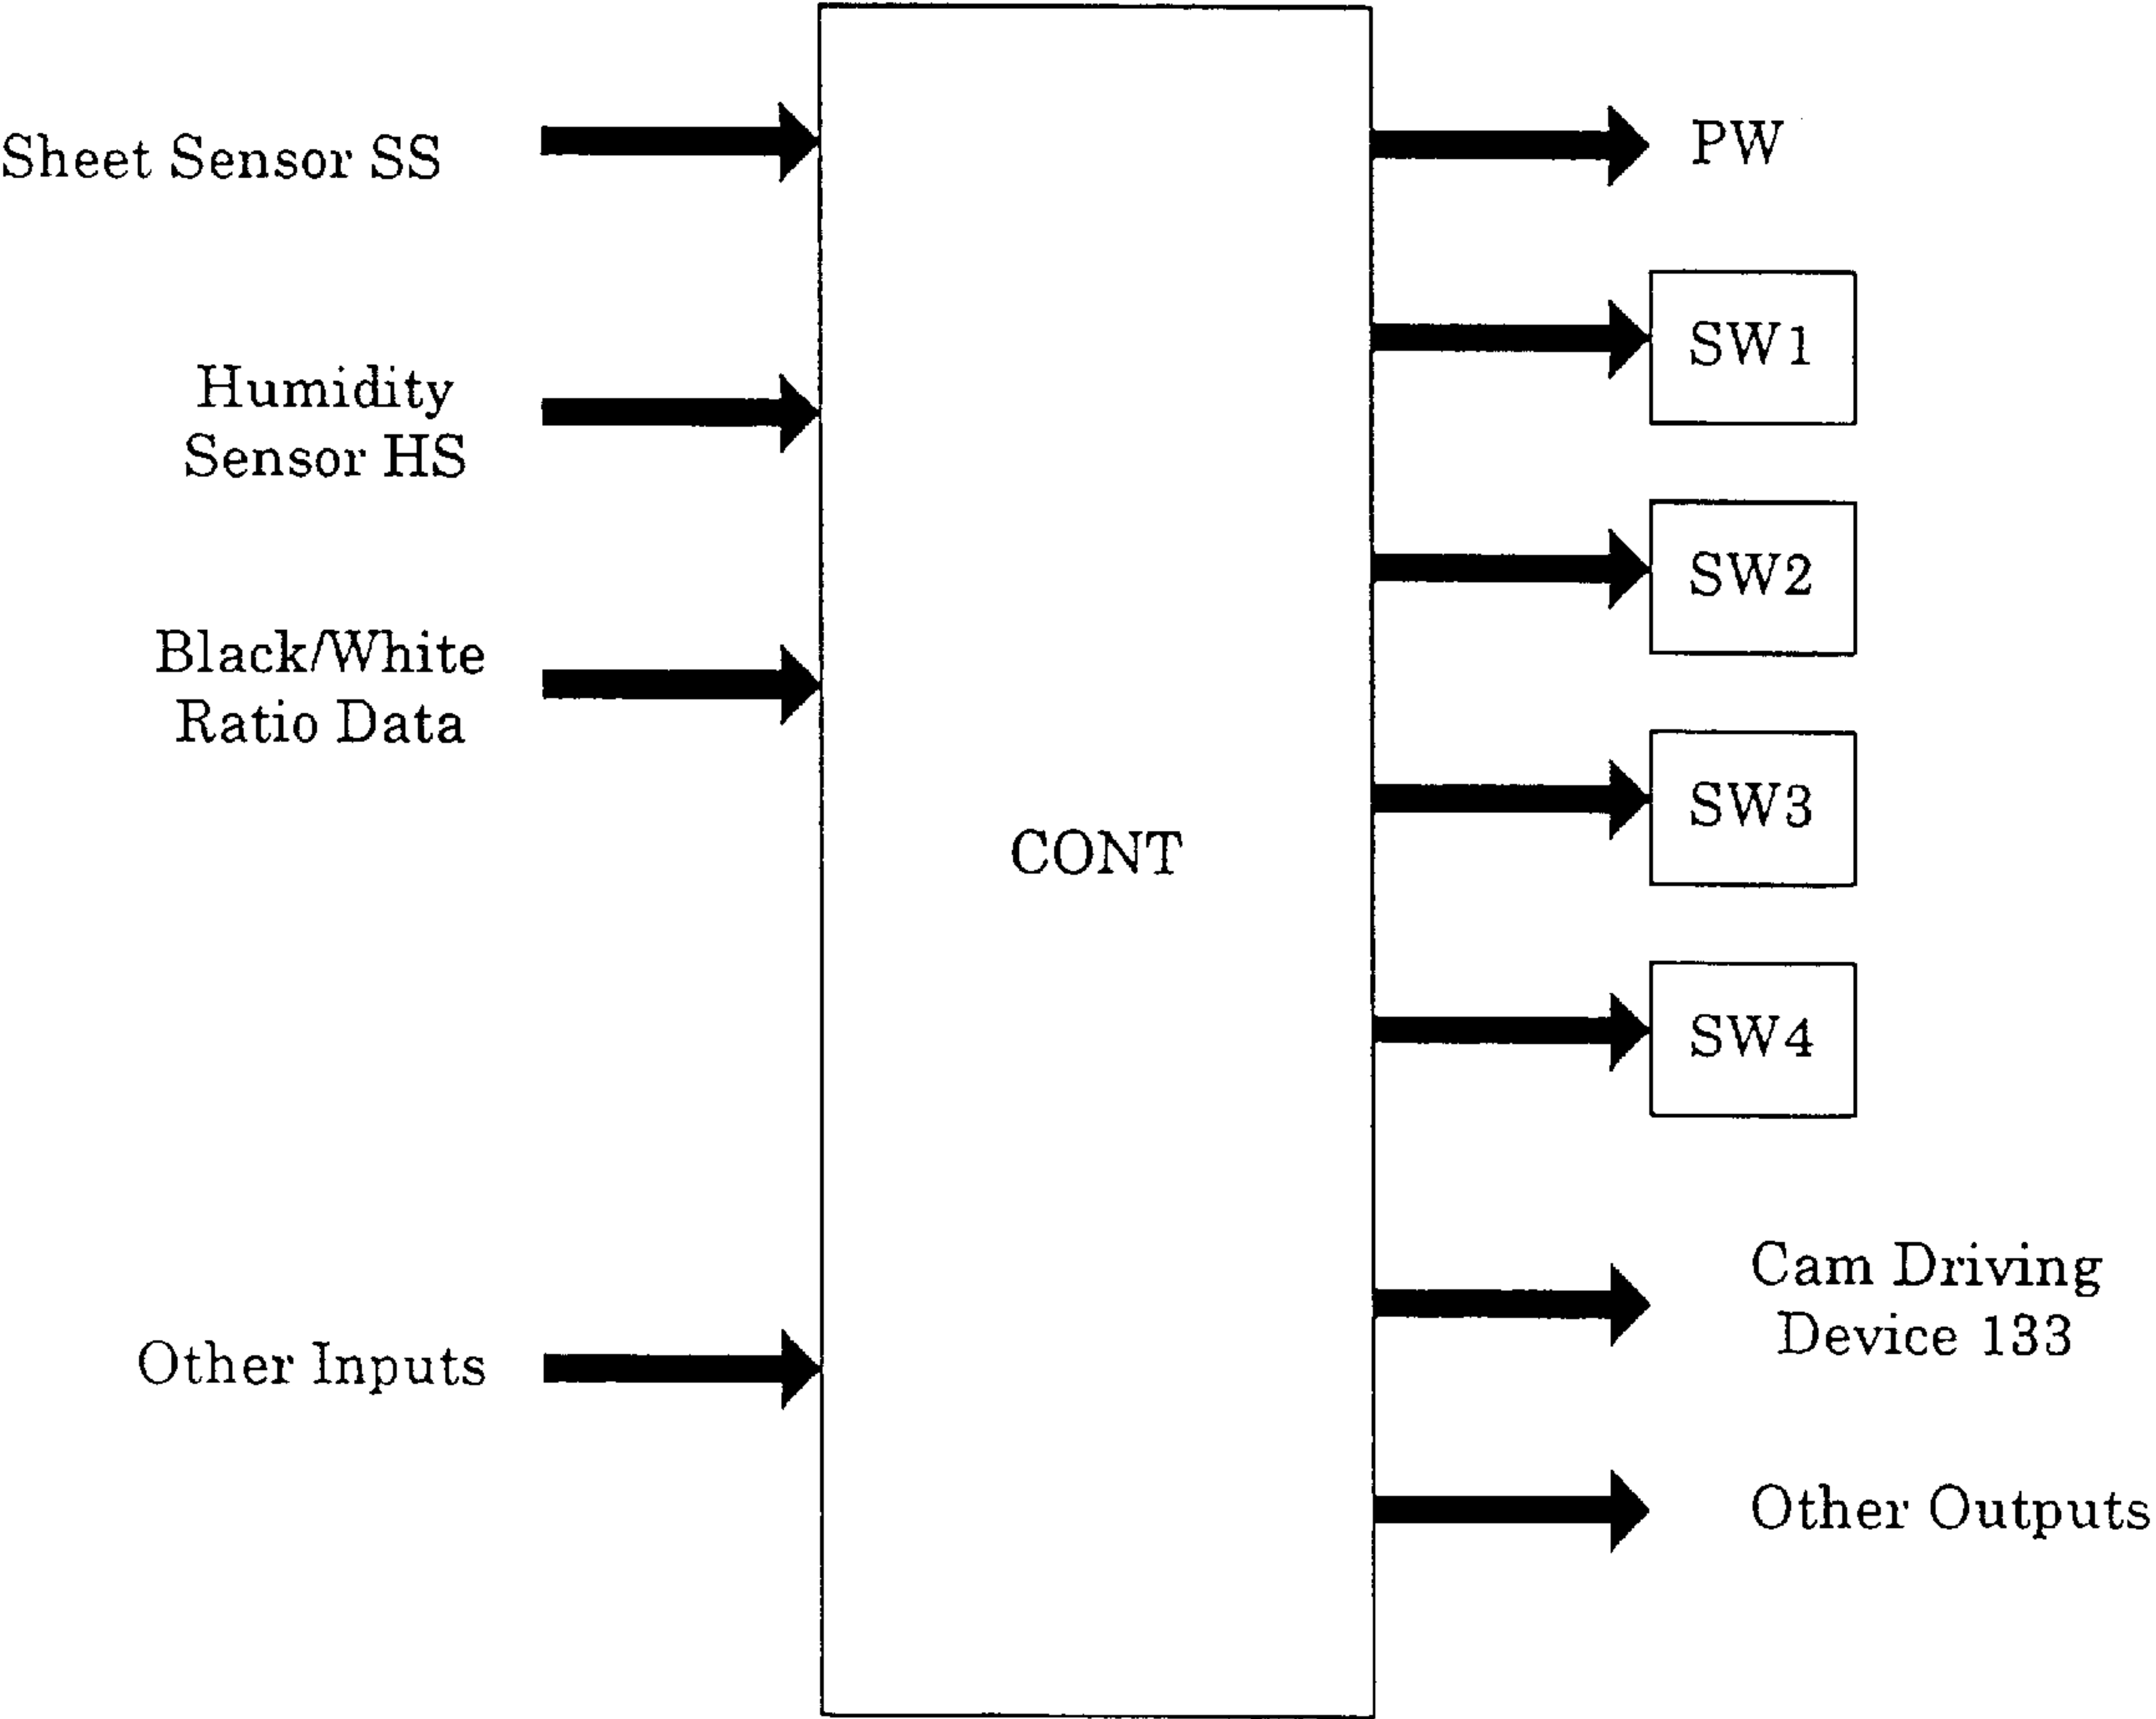 Sheet Sensor SS
Humidity
Sensor HS
Black/White
Ratio Data
Other Inputs
CONT
PW
SW1
SW2
SW3
SW4
Cam Driving
Device 133
Other Outputs